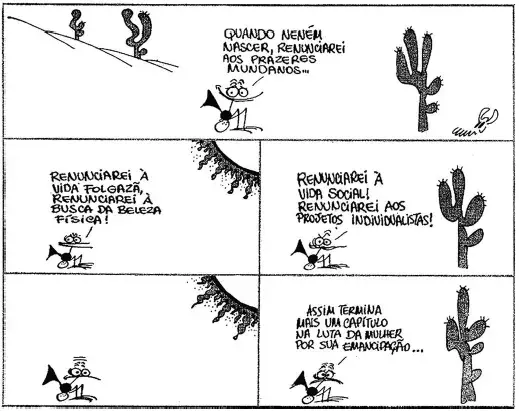 QUANDO NENÉM
NASCER, RENUNCIAREI
AOS PRAZERES
MUNDANOS...
RENUNCIAREI À
VIDA FOLGAZÃ,
RENUNCIAREI À
BUSCA DA BELEZA
FÍSICA!
RENUNCIAREI À
VIDA SOCIAL!
RENUNCIAREI AOS
PROJETOS INDIVIDUALISTAS!
ASSIM TERMINA
MAIS UM CAPÍTULO
NA LUTA DA MULHER
POR SUA EMANCIPAÇÃO...